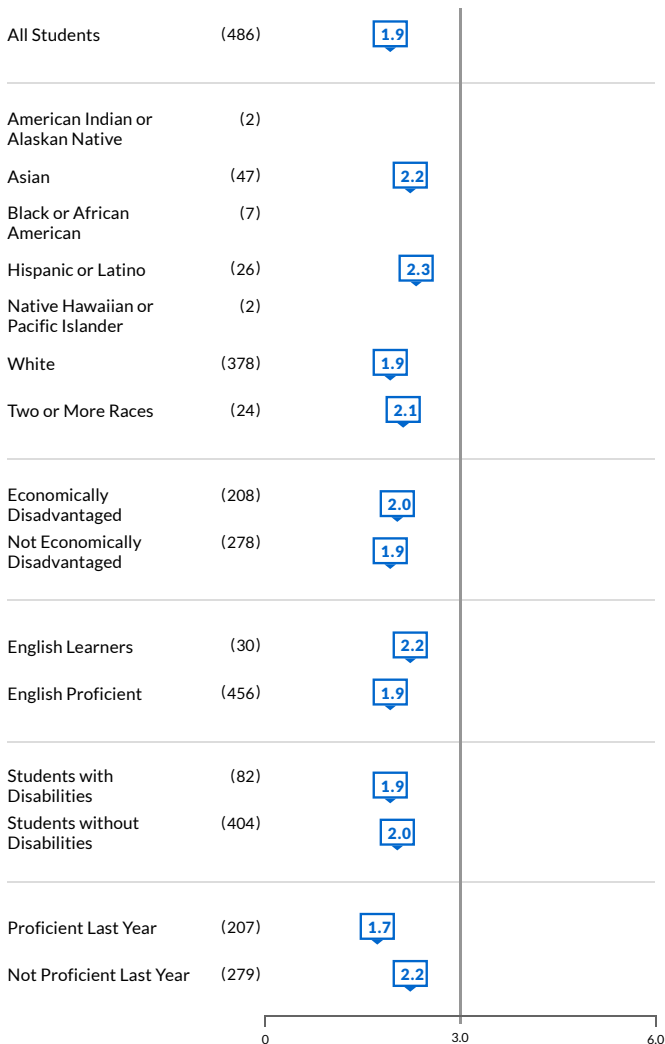 All Students (486) 1.9
American Indian or (2)
Alaskan Native
Asian (47) 2.2
Black or African (7)
American
Hispanic or Latino (26) 2.3
Native Hawaiian or (2)
Pacific Islander
White (378) 1.9
Two or More Races (24) 2.1
Economically (208) 2.0
Disadvantaged
Not Economically (278) 1.9
Disadvantaged
English Learners (30) 2.2
English Proficient (456) 1.9
Students with (82) 1.9
Disabilities
Students without (404) 2.0
Disabilities
Proficient Last Year (207) 1.7
Not Proficient Last Year (279) 2.2
0 3.0 6.0